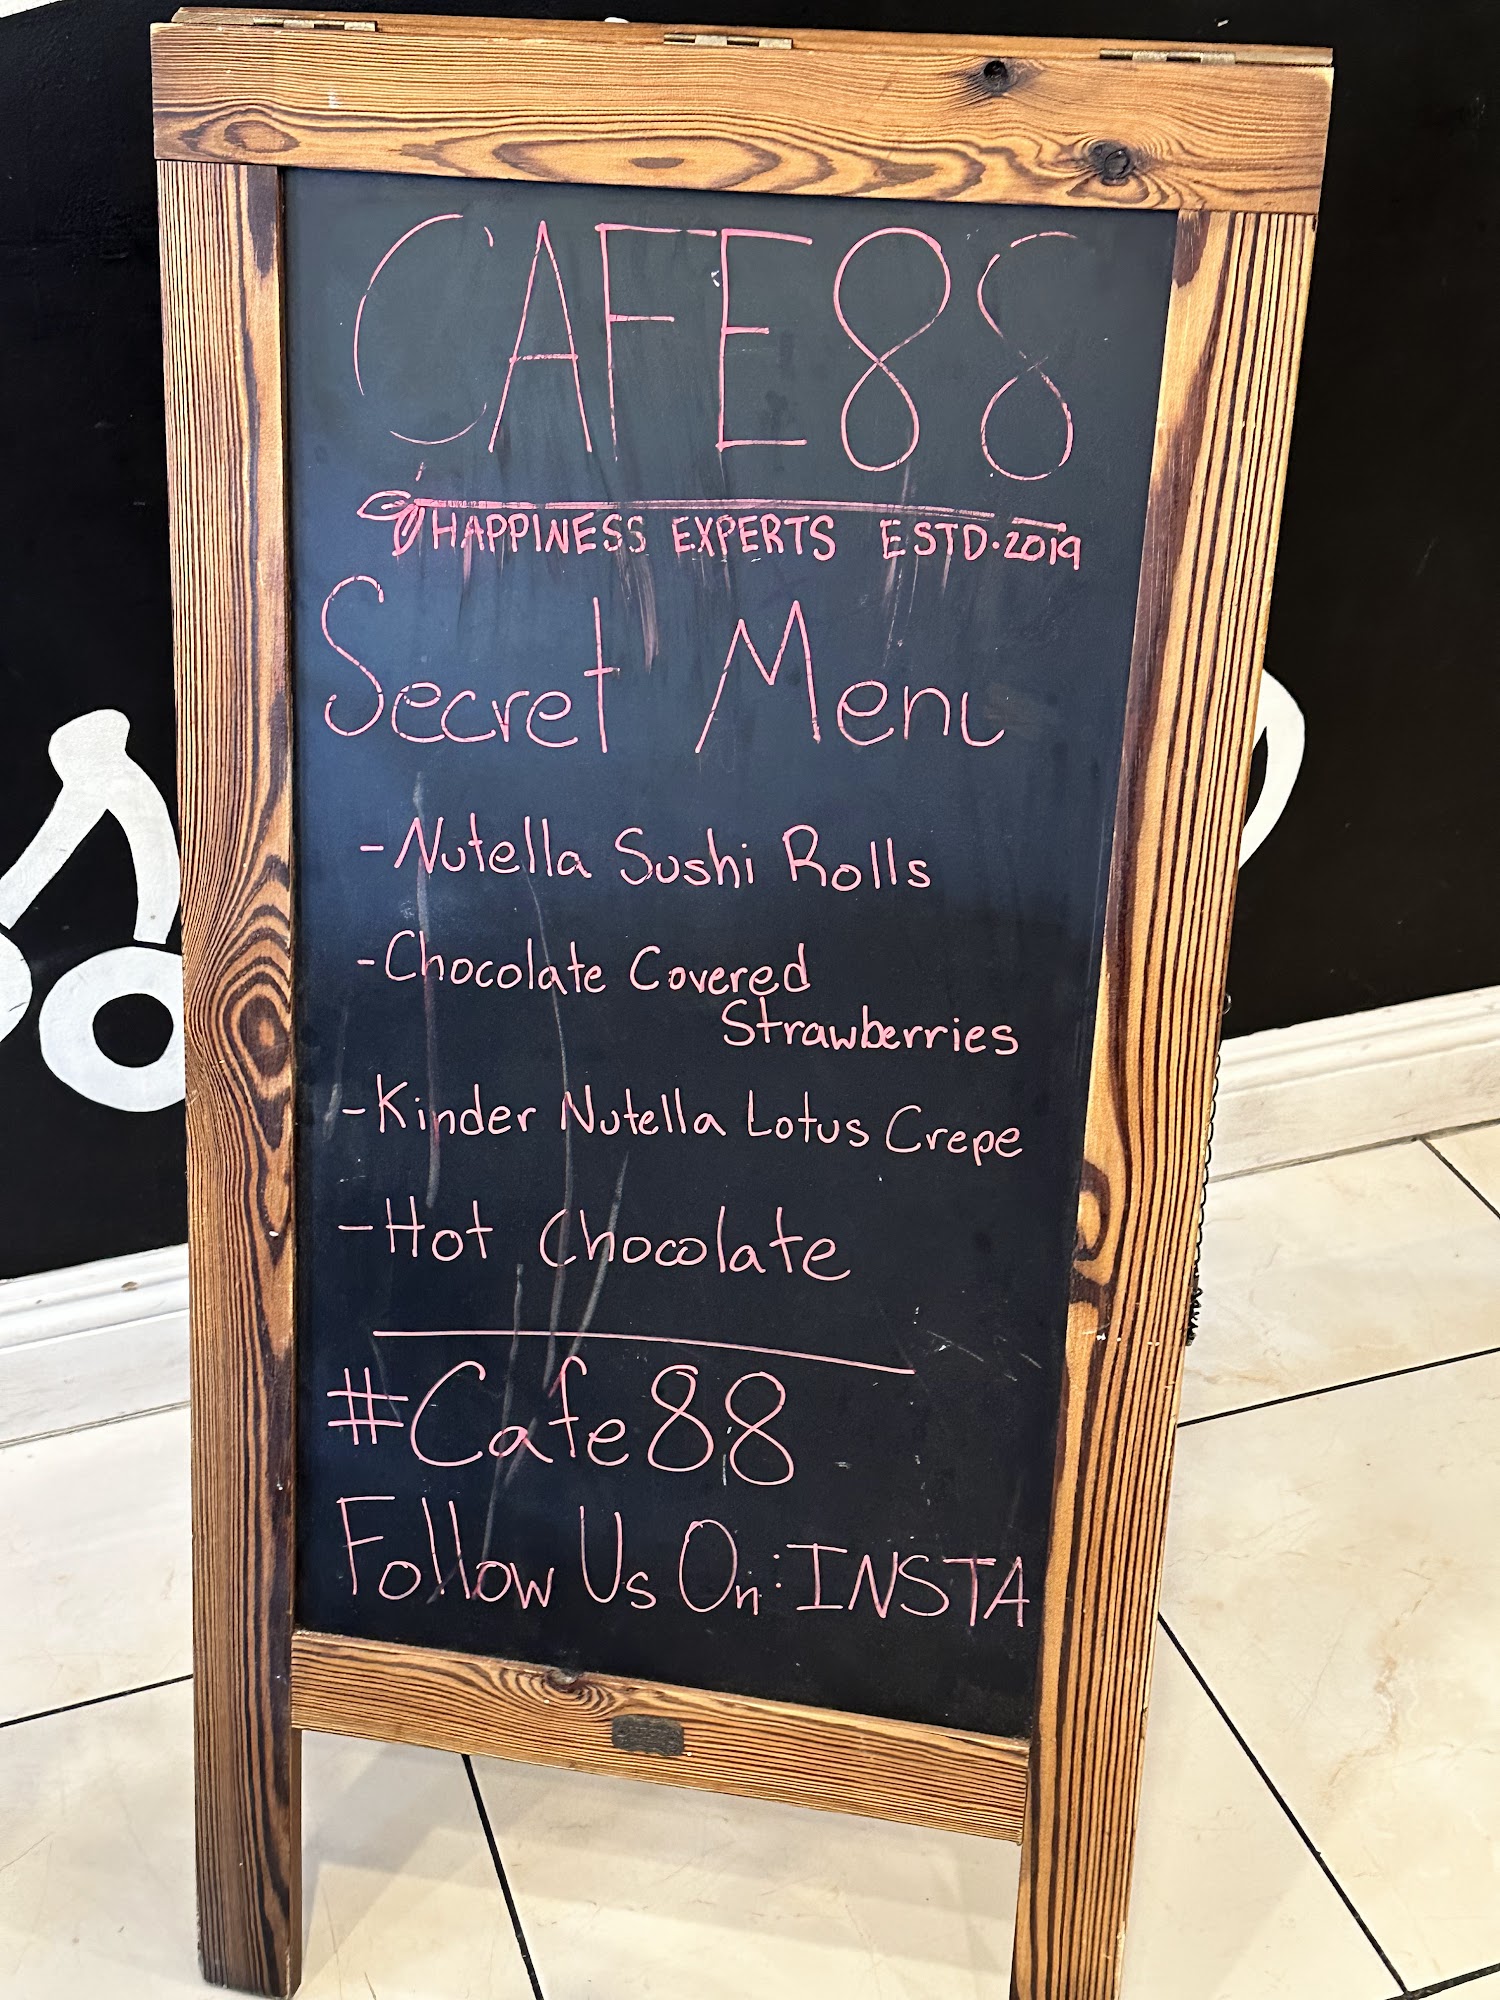 CAFE88
HAPPINESS EXPERTS ESTD.2019
Secret Menu
-Nutella Sushi Rolls
-Chocolate Covered
Strawberries
-Kinder Nutella Lotus Crepe
-Hot Chocolate
#Cafe88
Follow Us On: INSTA